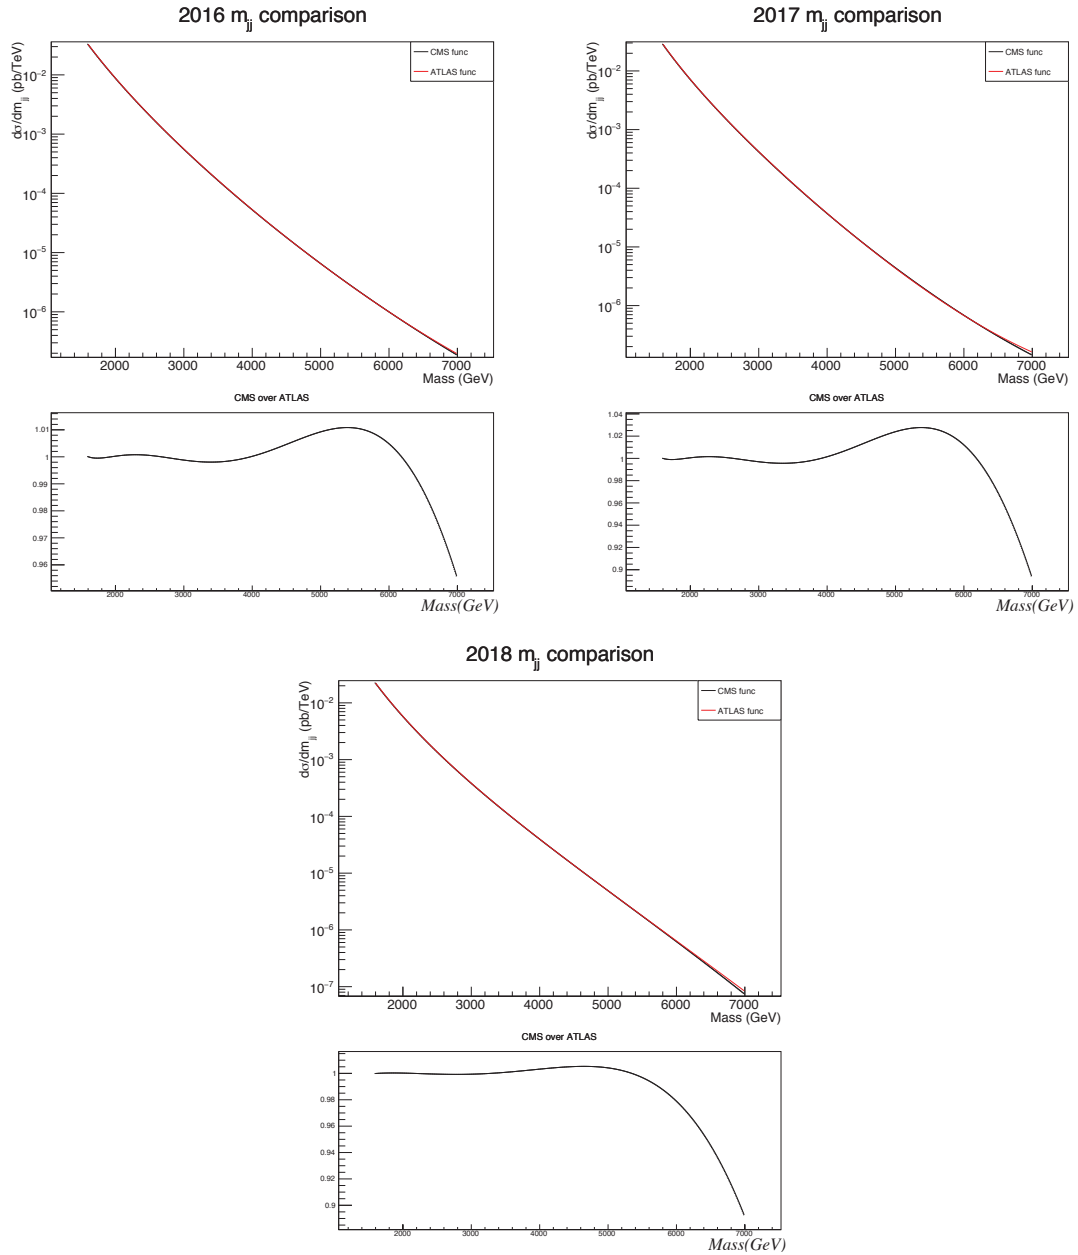 2016 m_jj comparison
dσ/dm_jj (pb/TeV)
CMS func
ATLAS func
10⁻²
10⁻³
10⁻⁴
10⁻⁵
10⁻⁶
2000 3000 4000 5000 6000 7000
Mass (GeV)
CMS over ATLAS
1.01
1
0.99
0.98
0.97
0.96
2000 3000 4000 5000 6000 7000
Mass(GeV)
2017 m_jj comparison
dσ/dm_jj (pb/TeV)
CMS func
ATLAS func
10⁻²
10⁻³
10⁻⁴
10⁻⁵
10⁻⁶
2000 3000 4000 5000 6000 7000
Mass (GeV)
CMS over ATLAS
1.04
1.02
1
0.98
0.96
0.94
0.92
0.9
2000 3000 4000 5000 6000 7000
Mass(GeV)
2018 m_jj comparison
dσ/dm_jj (pb/TeV)
CMS func
ATLAS func
10⁻²
10⁻³
10⁻⁴
10⁻⁵
10⁻⁶
10⁻⁷
2000 3000 4000 5000 6000 7000
Mass (GeV)
CMS over ATLAS
1
0.98
0.96
0.94
0.92
0.9
2000 3000 4000 5000 6000 7000
Mass(GeV)